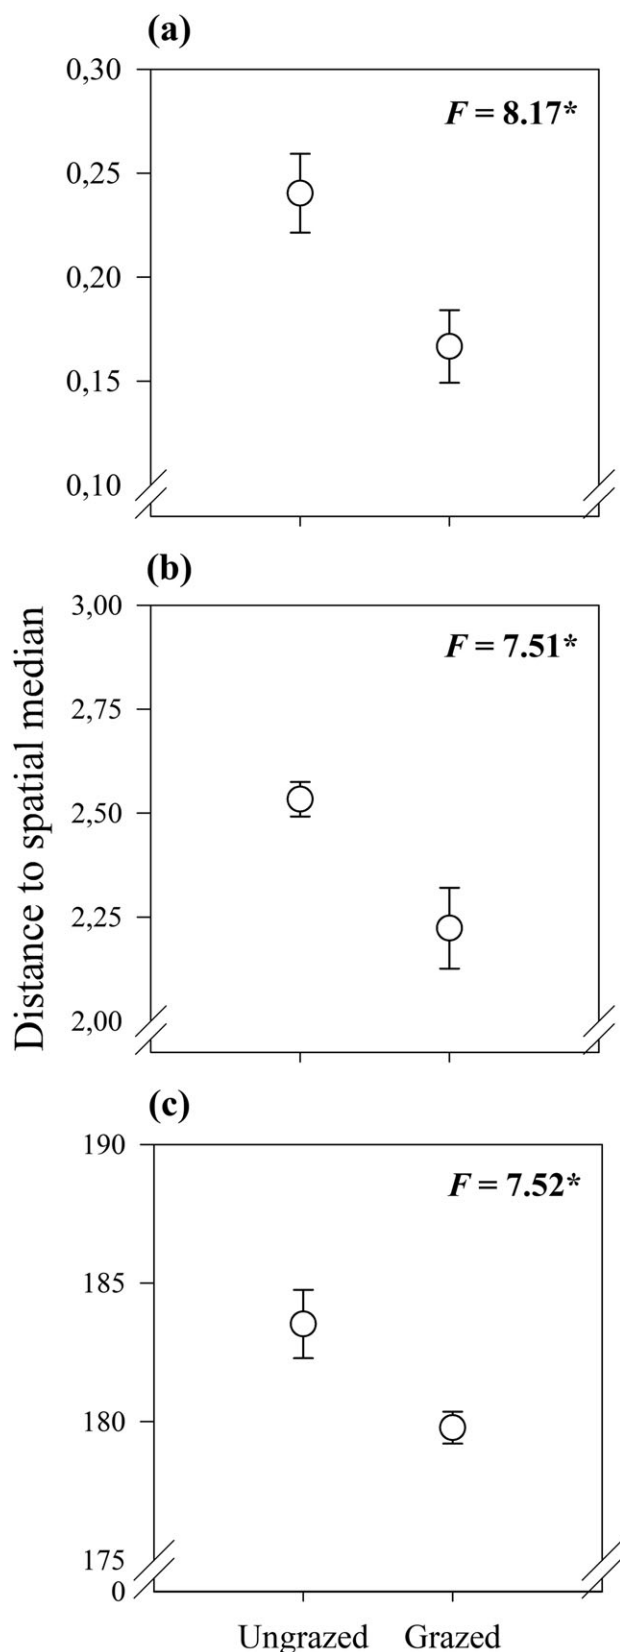 (a)
0,30
F = 8.17*
0,25
0,20
0,15
0,10
(b)
Distance to spatial median
3,00
F = 7.51*
2,75
2,50
2,25
2,00
(c)
190
F = 7.52*
185
180
175
0
Ungrazed Grazed